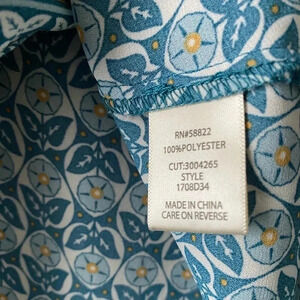 RN#58822
100%POLYESTER
CUT:3004265
STYLE
1708D34
MADE IN CHINA
CARE ON REVERSE